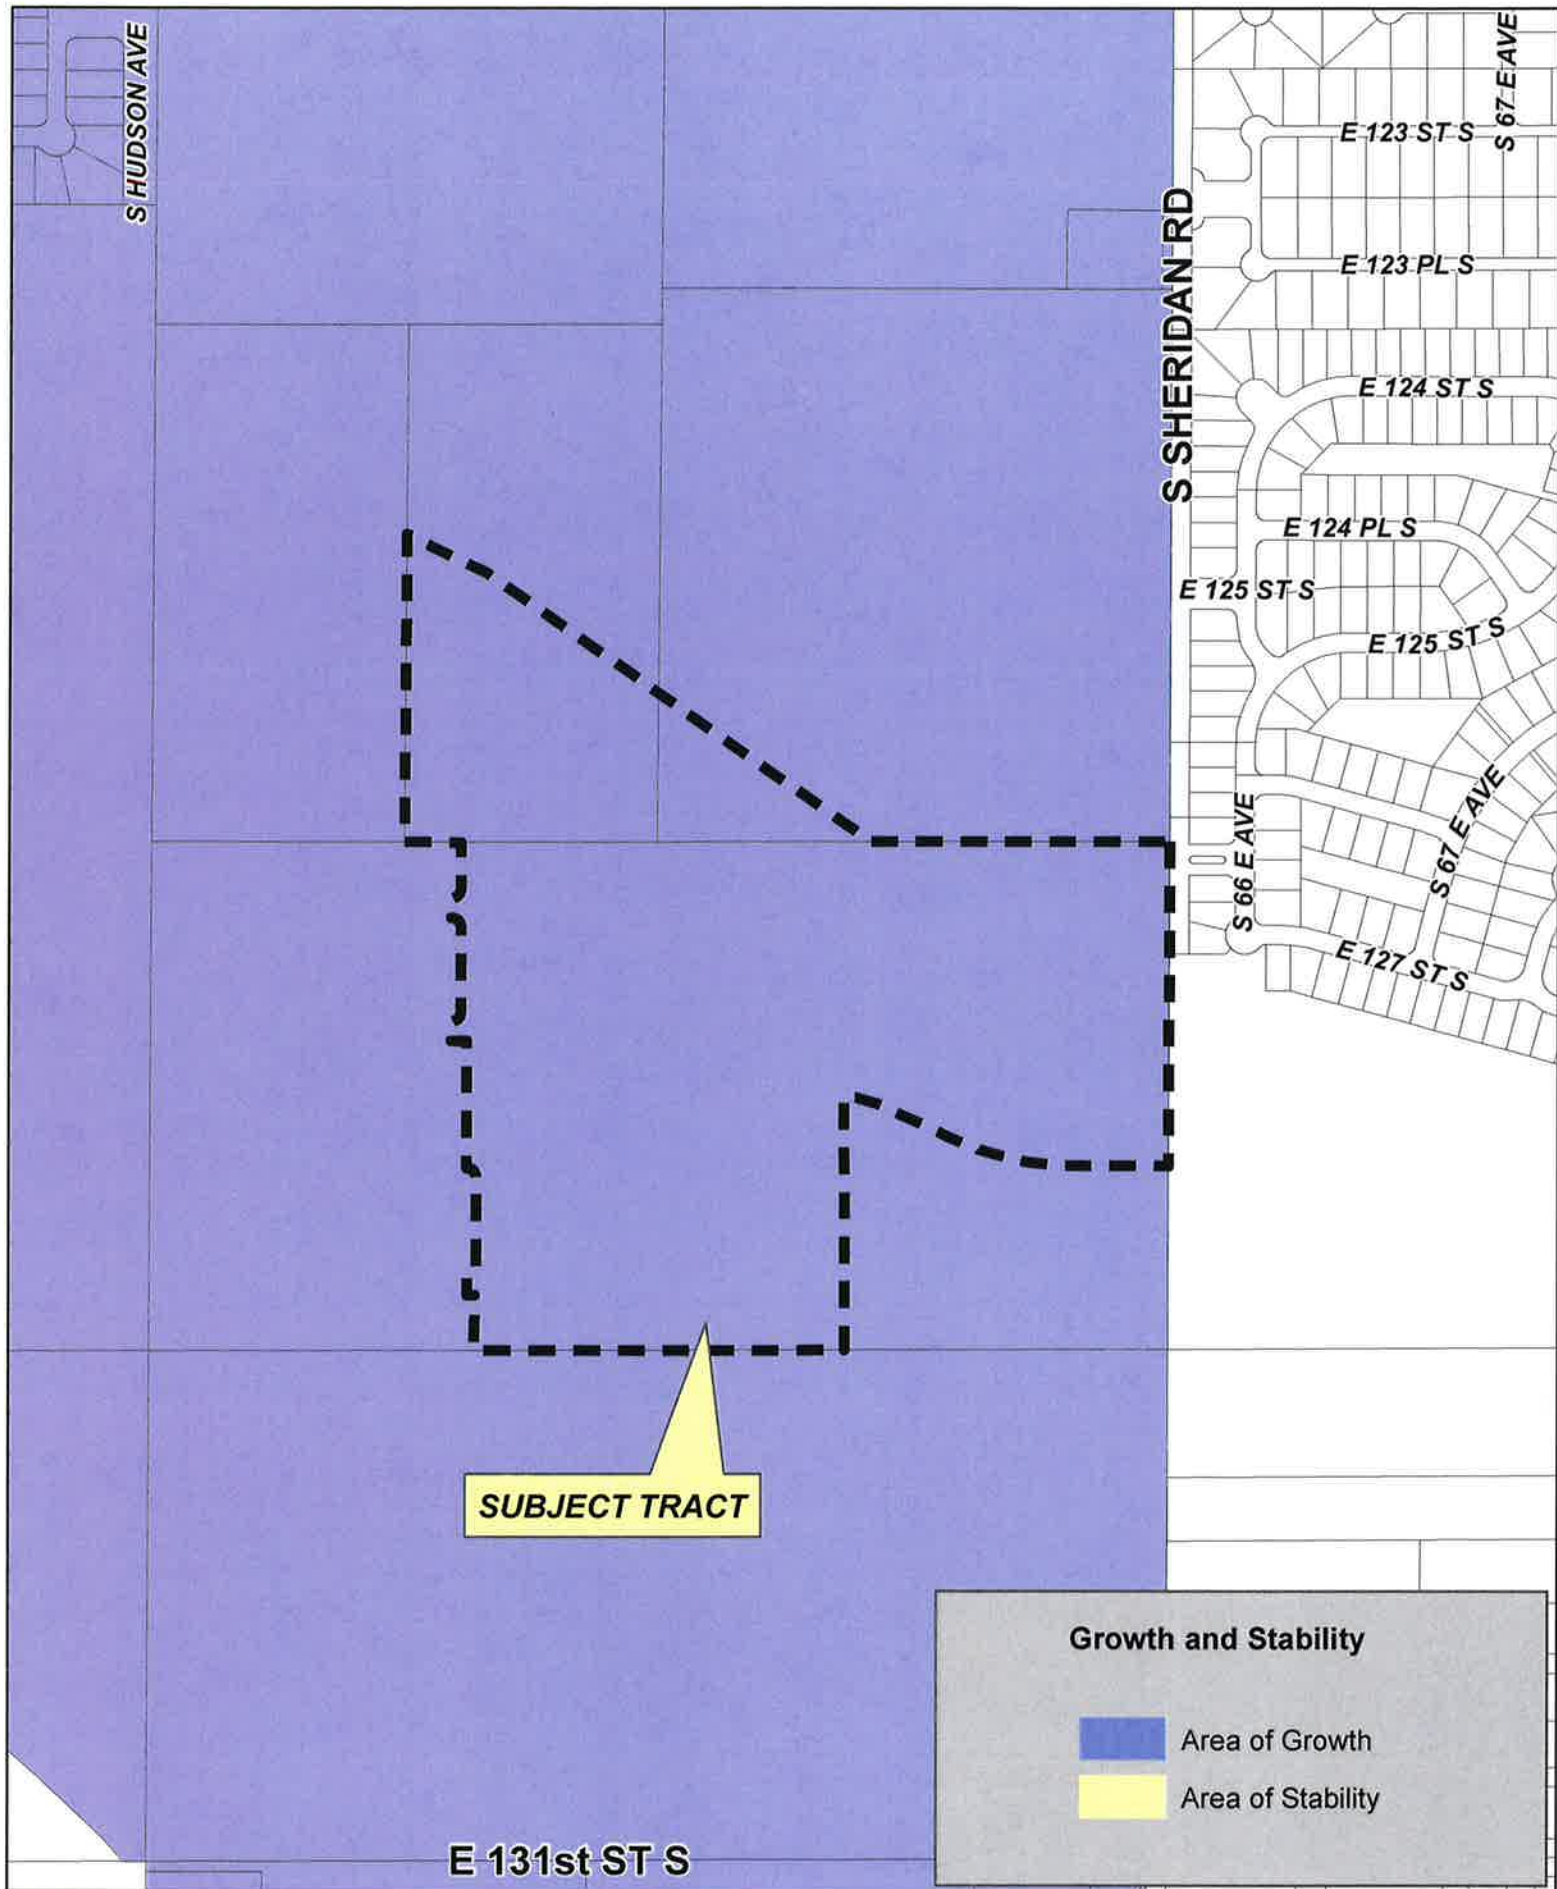 S HUDSON AVE
S 67 E AVE
E 123 ST S
S SHERIDAN RD
E 123 PL S
E 124 ST S
E 124 PL S
E 125 ST S
E 125 ST S
S 66 E AVE
S 67 E AVE
E 127 ST S
SUBJECT TRACT
Growth and Stability
Area of Growth
Area of Stability
E 131st ST S